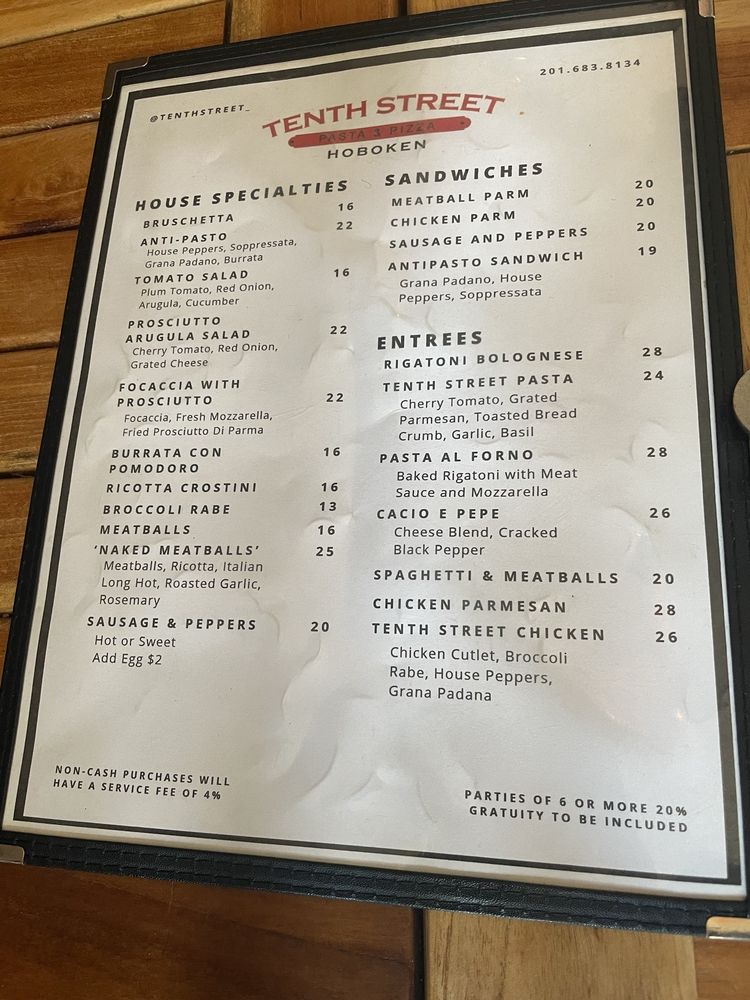 @TENTHSTREET_
201.683.8134
TENTH STREET
PASTA & PIZZA
HOBOKEN
HOUSE SPECIALTIES
BRUSCHETTA 16
ANTI-PASTO 22
House Peppers, Soppressata,
Grana Padano, Burrata
TOMATO SALAD 16
Plum Tomato, Red Onion,
Arugula, Cucumber
PROSCIUTTO
ARUGULA SALAD 22
Cherry Tomato, Red Onion,
Grated Cheese
FOCACCIA WITH
PROSCIUTTO 22
Focaccia, Fresh Mozzarella,
Fried Prosciutto Di Parma
BURRATA CON 16
POMODORO
RICOTTA CROSTINI 16
BROCCOLI RABE 13
MEATBALLS 16
'NAKED MEATBALLS' 25
Meatballs, Ricotta, Italian
Long Hot, Roasted Garlic,
Rosemary
SAUSAGE & PEPPERS 20
Hot or Sweet
Add Egg $2
SANDWICHES
MEATBALL PARM 20
CHICKEN PARM 20
SAUSAGE AND PEPPERS 20
ANTIPASTO SANDWICH 19
Grana Padano, House
Peppers, Soppressata
ENTREES
RIGATONI BOLOGNESE 28
TENTH STREET PASTA 24
Cherry Tomato, Grated
Parmesan, Toasted Bread
Crumb, Garlic, Basil
PASTA AL FORNO 28
Baked Rigatoni with Meat
Sauce and Mozzarella
CACIO E PEPE 26
Cheese Blend, Cracked
Black Pepper
SPAGHETTI & MEATBALLS 20
CHICKEN PARMESAN 28
TENTH STREET CHICKEN 26
Chicken Cutlet, Broccoli
Rabe, House Peppers,
Grana Padana
NON-CASH PURCHASES WILL
HAVE A SERVICE FEE OF 4%
PARTIES OF 6 OR MORE 20%
GRATUITY TO BE INCLUDED